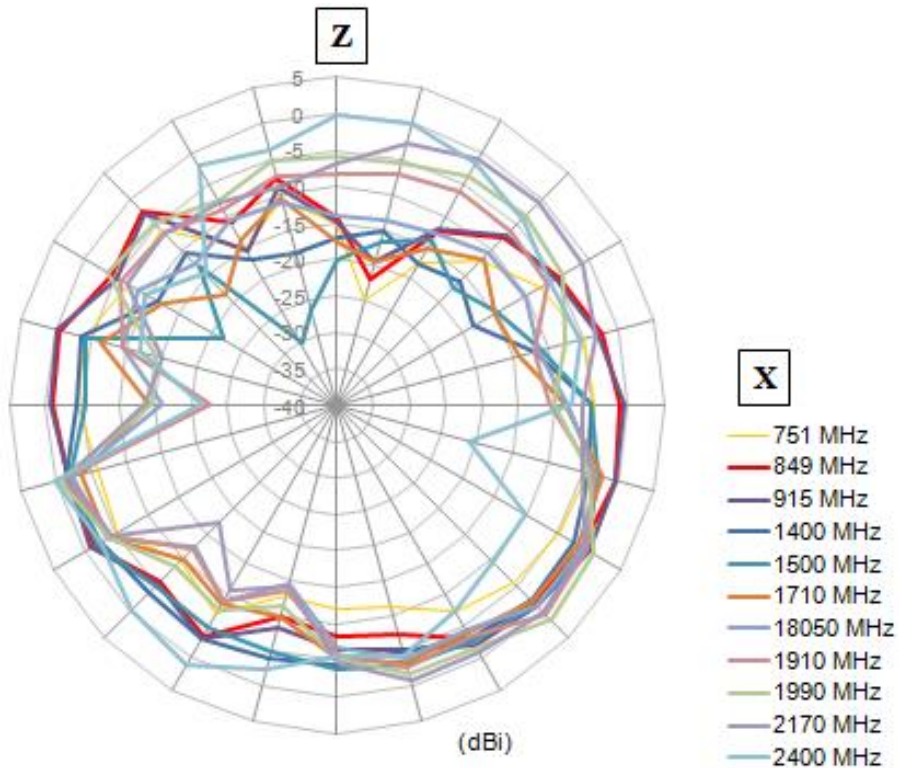 Z
5
0
-5
-10
-15
-20
-25
-30
-35
-40
X
751 MHz
849 MHz
915 MHz
1400 MHz
1500 MHz
1710 MHz
18050 MHz
1910 MHz
1990 MHz
2170 MHz
2400 MHz
(dBi)